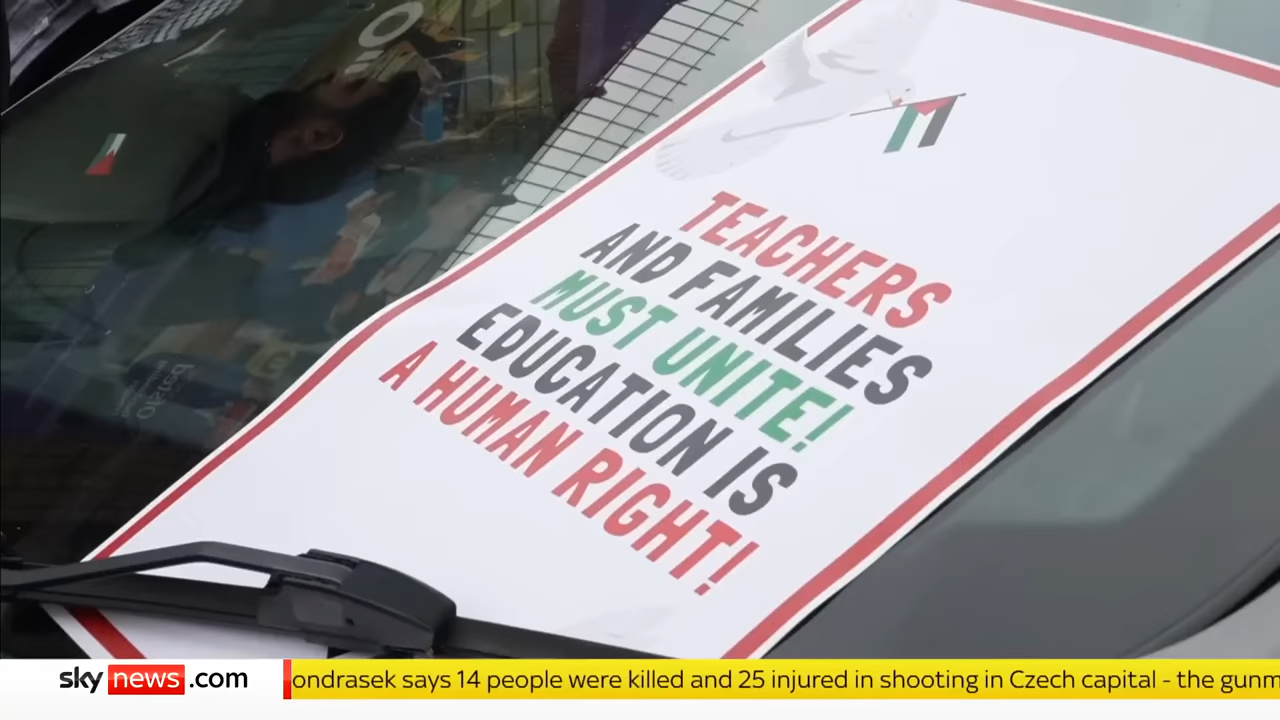 TEACHERS
AND FAMILIES
MUST UNITE!
EDUCATION IS
A HUMAN RIGHT!
sky news.com
ondrasek says 14 people were killed and 25 injured in shooting in Czech capital - the gunm